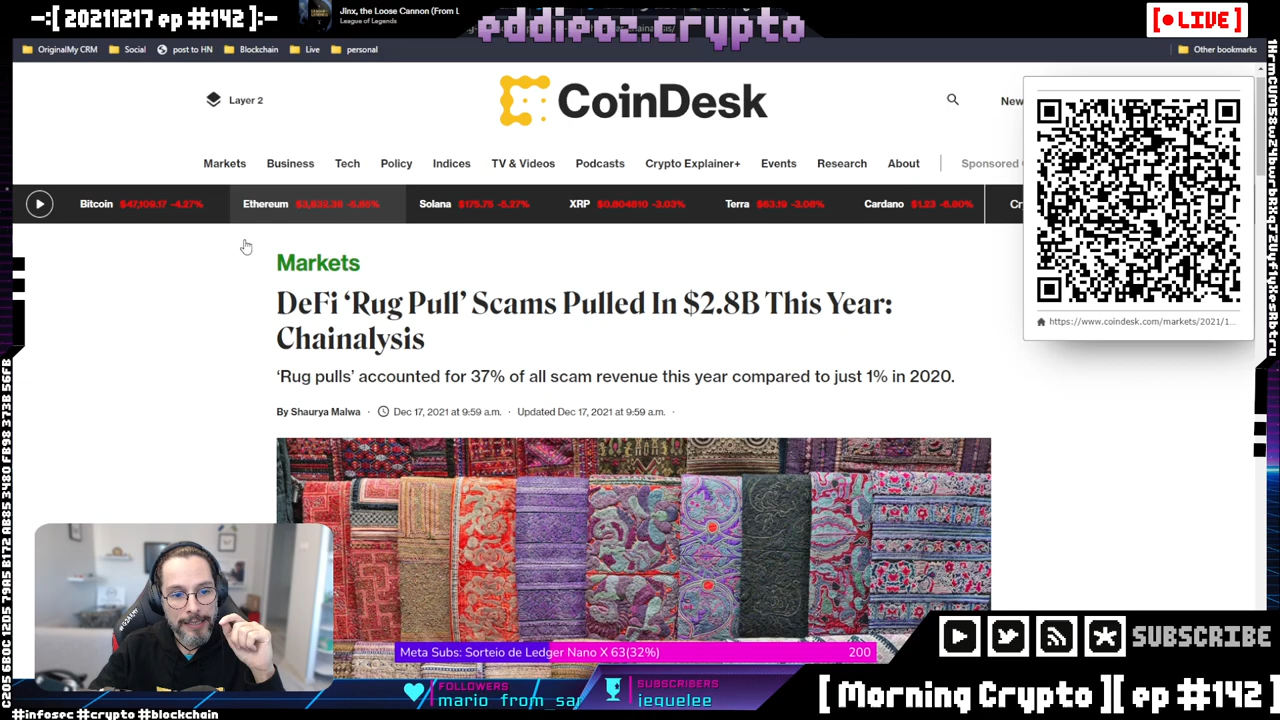 -:[ 20211217 ep #142 ]:-
Jinx, the Loose Cannon (From L
League of Legends
eddieoz.crypto
[•LIVE]
OriginalMy CRM
Social
post to HN
Blockchain
Live
personal
Other bookmarks
Layer 2
CoinDesk
New
Markets
Business
Tech
Policy
Indices
TV & Videos
Podcasts
Crypto Explainer+
Events
Research
About
Sponsored
Bitcoin $47,109.17 -4.27%
Ethereum
Solana $175.75 -5.27%
XRP $0.804810 -3.03%
Terra $63.19 -3.08%
Cardano $1.23 -6.80%
Cr
https://www.coindesk.com/markets/2021/1...
Markets
DeFi ‘Rug Pull’ Scams Pulled In $2.8B This Year:
Chainalysis
‘Rug pulls’ accounted for 37% of all scam revenue this year compared to just 1% in 2020.
By Shaurya Malwa · Dec 17, 2021 at 9:59 a.m. · Updated Dec 17, 2021 at 9:59 a.m. ·
Meta Subs: Sorteio de Ledger Nano X 63(32%)
200
FOLLOWERS
mario_from_sa
SUBSCRIBERS
ieguelee
SUBSCRIBE
[ Morning Crypto ][ ep #142 ]
#infosec #crypto #blockchain